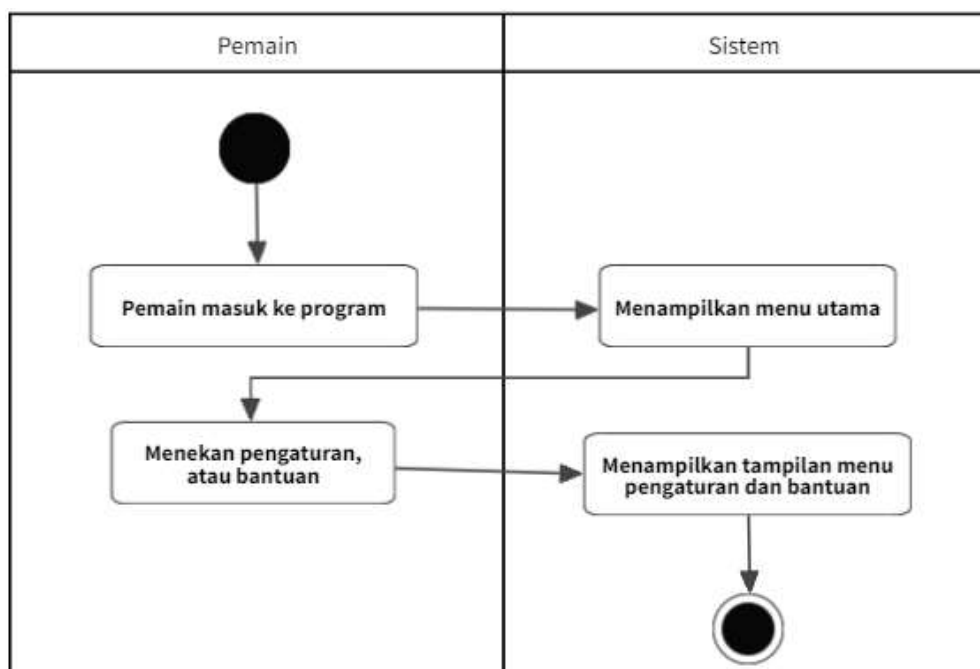 Pemain
Sistem
Pemain masuk ke program
Menampilkan menu utama
Menekan pengaturan,
atau bantuan
Menampilkan tampilan menu
pengaturan dan bantuan